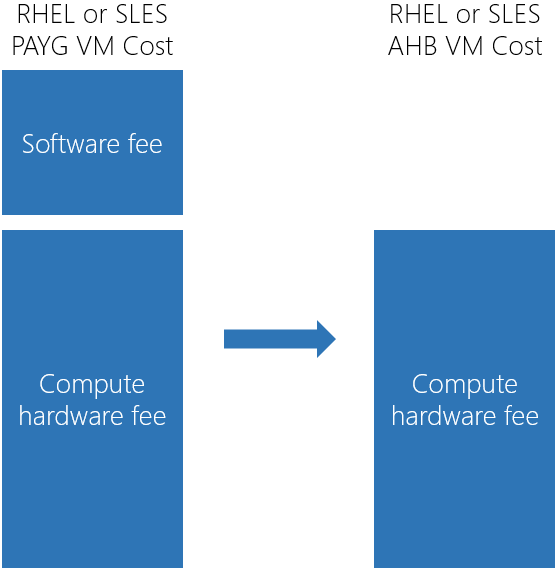 RHEL or SLES
PAYG VM Cost
RHEL or SLES
AHB VM Cost
Software fee
Compute
hardware fee
Compute
hardware fee